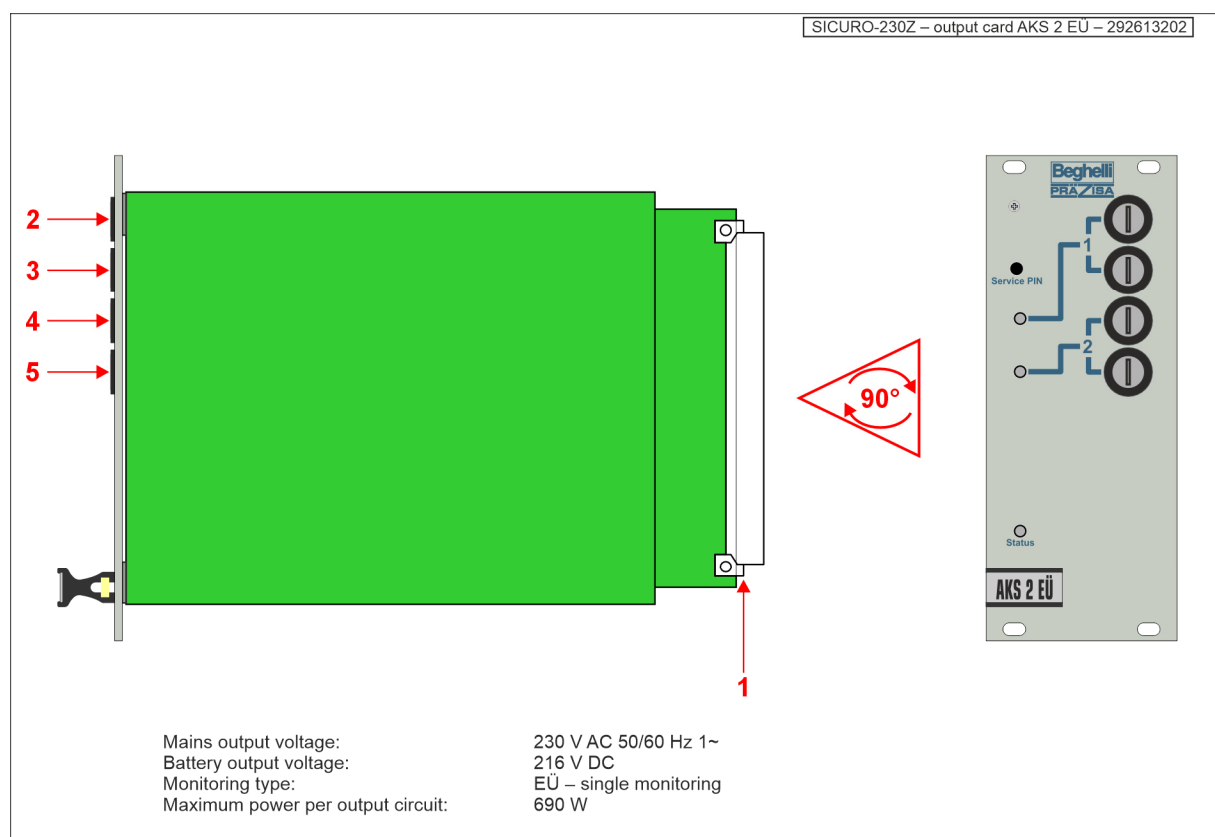 SICURO-230Z – output card AKS 2 EÜ – 292613202
2
3
4
5
90°
1
Beghelli
PRÄZISA
1
Service PIN
2
Status
AKS 2 EÜ
Mains output voltage: 230 V AC 50/60 Hz 1~
Battery output voltage: 216 V DC
Monitoring type: EÜ – single monitoring
Maximum power per output circuit: 690 W